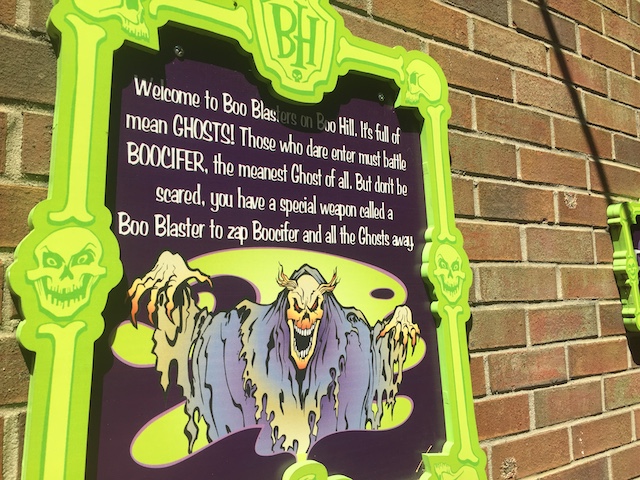 BH
Welcome to Boo Blasters on Boo Hill. It's full of
mean GHOSTS! Those who dare enter must battle
BOOCIFER, the meanest Ghost of all. But don't be
scared, you have a special weapon called a
Boo Blaster to zap Boocifer and all the Ghosts away.